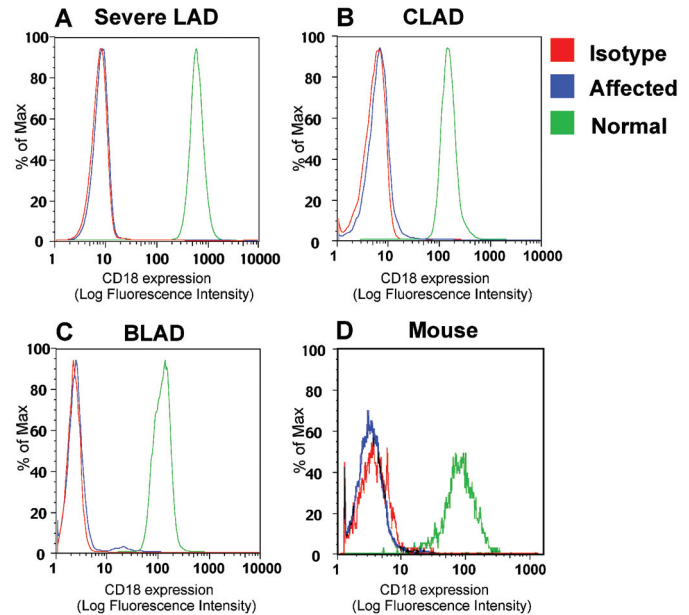 A Severe LAD
% of Max
100
80
60
40
20
0
1 10 100 1000 10000
CD18 expression
(Log Fluorescence Intensity)
B CLAD
% of Max
100
80
60
40
20
0
1 10 100 1000 10000
CD18 expression
(Log Fluorescence Intensity)
Isotype
Affected
Normal
C BLAD
% of Max
100
80
60
40
20
0
1 10 100 1000 10000
CD18 expression
(Log Fluorescence Intensity)
D Mouse
% of Max
100
80
60
40
20
0
1 10 100 1000
CD18 expression
(Log Fluorescence Intensity)